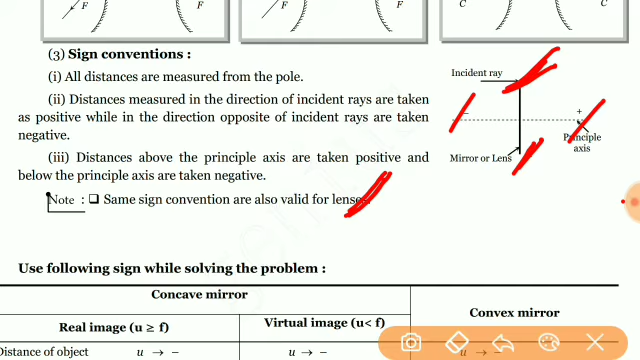 F F F F C C
(3) Sign conventions :
(i) All distances are measured from the pole.
(ii) Distances measured in the direction of incident rays are taken
as positive while in the direction opposite of incident rays are taken
negative.
(iii) Distances above the principle axis are taken positive and
below the principle axis are taken negative.
Note : ❑ Same sign convention are also valid for lenses.
Incident ray
– +
Principle
axis
Mirror or Lens
Use following sign while solving the problem :
Concave mirror
Convex mirror
Real image (u ≥ f)
Virtual image (u< f)
Distance of object u → – u → – u → –